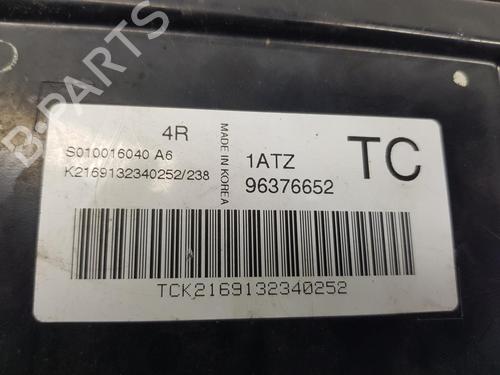 B-PARTS
4R
S010016040 A6
K2169132340252/238
MADE IN KOREA
1ATZ
96376652
TC
TCK2169132340252